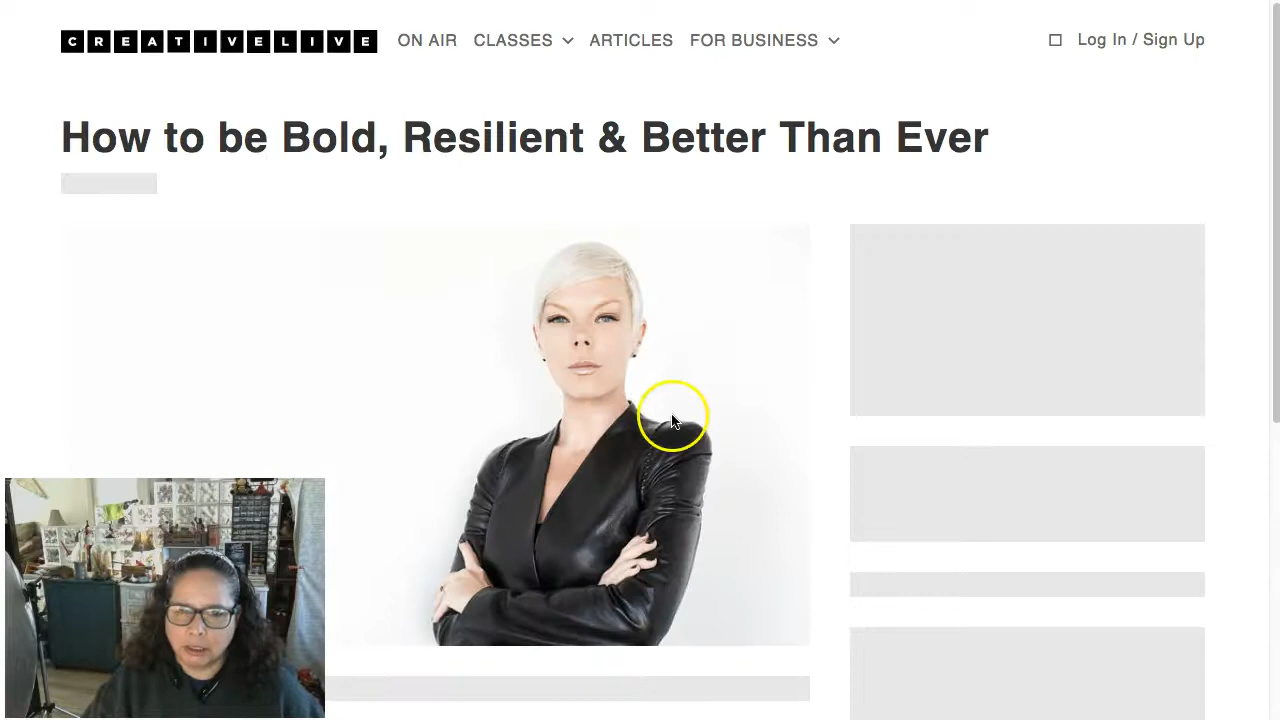 CREATIVELIVE ON AIR CLASSES ARTICLES FOR BUSINESS Log In / Sign Up
How to be Bold, Resilient & Better Than Ever